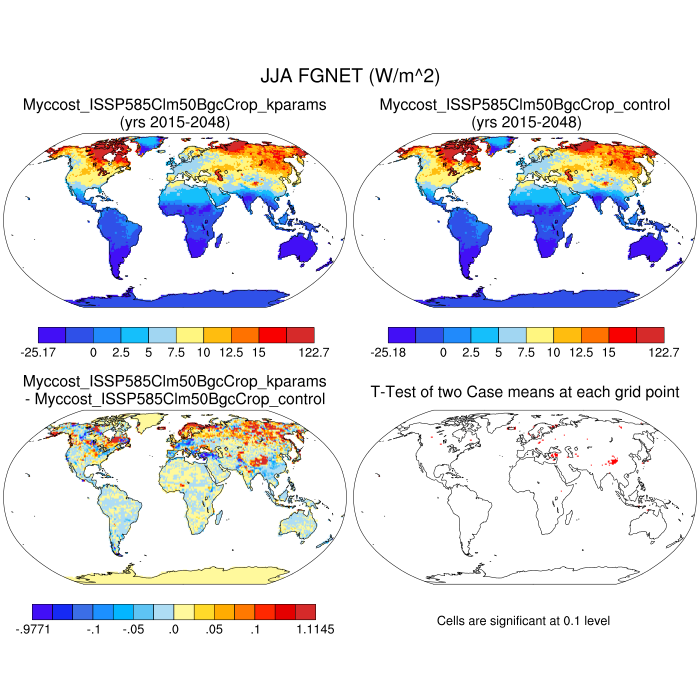 JJA FGNET (W/m^2)
Myccost_ISSP585Clm50BgcCrop_kparams
(yrs 2015-2048)
Myccost_ISSP585Clm50BgcCrop_control
(yrs 2015-2048)
-25.17 0 2.5 5 7.5 10 12.5 15 122.7
-25.18 0 2.5 5 7.5 10 12.5 15 122.7
Myccost_ISSP585Clm50BgcCrop_kparams
- Myccost_ISSP585Clm50BgcCrop_control
T-Test of two Case means at each grid point
-.9771 -.1 -.05 .0 .05 .1 1.1145
Cells are significant at 0.1 level